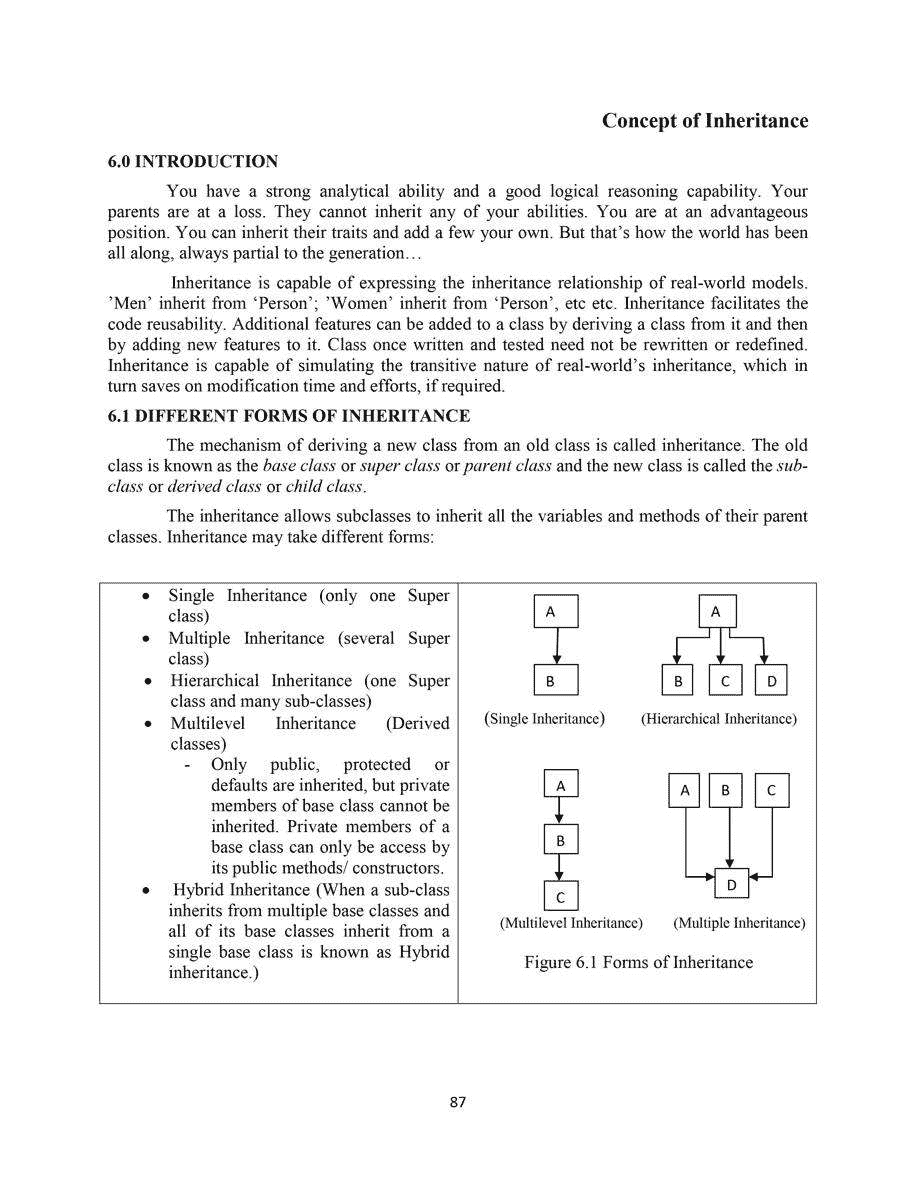 Concept of Inheritance
6.0 INTRODUCTION
You have a strong analytical ability and a good logical reasoning capability. Your
parents are at a loss. They cannot inherit any of your abilities. You are at an advantageous
position. You can inherit their traits and add a few your own. But that’s how the world has been
all along, always partial to the generation…
Inheritance is capable of expressing the inheritance relationship of real-world models.
’Men’ inherit from ‘Person’; ’Women’ inherit from ‘Person’, etc etc. Inheritance facilitates the
code reusability. Additional features can be added to a class by deriving a class from it and then
by adding new features to it. Class once written and tested need not be rewritten or redefined.
Inheritance is capable of simulating the transitive nature of real-world’s inheritance, which in
turn saves on modification time and efforts, if required.
6.1 DIFFERENT FORMS OF INHERITANCE
The mechanism of deriving a new class from an old class is called inheritance. The old
class is known as the base class or super class or parent class and the new class is called the sub-
class or derived class or child class.
The inheritance allows subclasses to inherit all the variables and methods of their parent
classes. Inheritance may take different forms:
• Single Inheritance (only one Super
class)
• Multiple Inheritance (several Super
class)
• Hierarchical Inheritance (one Super
class and many sub-classes)
• Multilevel Inheritance (Derived
classes)
- Only public, protected or
defaults are inherited, but private
members of base class cannot be
inherited. Private members of a
base class can only be access by
its public methods/ constructors.
• Hybrid Inheritance (When a sub-class
inherits from multiple base classes and
all of its base classes inherit from a
single base class is known as Hybrid
inheritance.)
A
B
(Single Inheritance)
A
B C D
(Hierarchical Inheritance)
A
B
C
(Multilevel Inheritance)
A B C
D
(Multiple Inheritance)
Figure 6.1 Forms of Inheritance
87